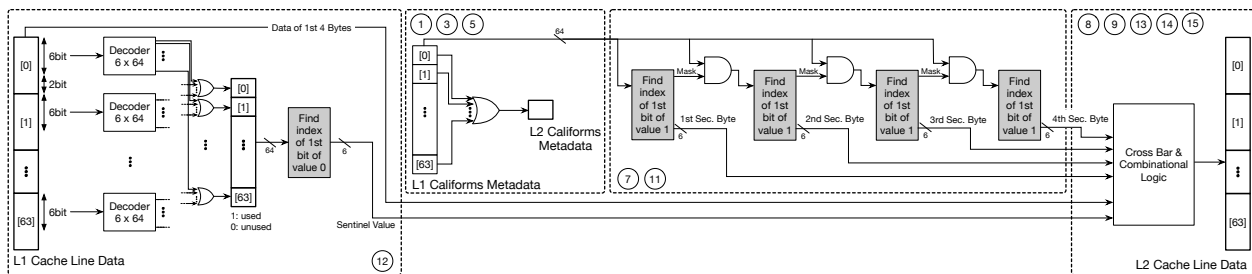 Data of 1st 4 Bytes
[0]
6bit
Decoder
6 x 64
2bit
[1]
6bit
Decoder
6 x 64
[63]
6bit
Decoder
6 x 64
[0]
[1]
[63]
64
Find
index
of 1st
bit of
value 0
6
1: used
0: unused
Sentinel Value
L1 Cache Line Data
12
1
3
5
[0]
[1]
[63]
L2 Califorms
Metadata
L1 Califorms Metadata
64
Find
index
of 1st
bit of
value 1
Mask
1st Sec. Byte
6
Find
index
of 1st
bit of
value 1
Mask
2nd Sec. Byte
6
Find
index
of 1st
bit of
value 1
Mask
3rd Sec. Byte
6
Find
index
of 1st
bit of
value 1
4th Sec. Byte
6
7
11
8
9
13
14
15
Cross Bar &
Combinational
Logic
[0]
[1]
[63]
L2 Cache Line Data